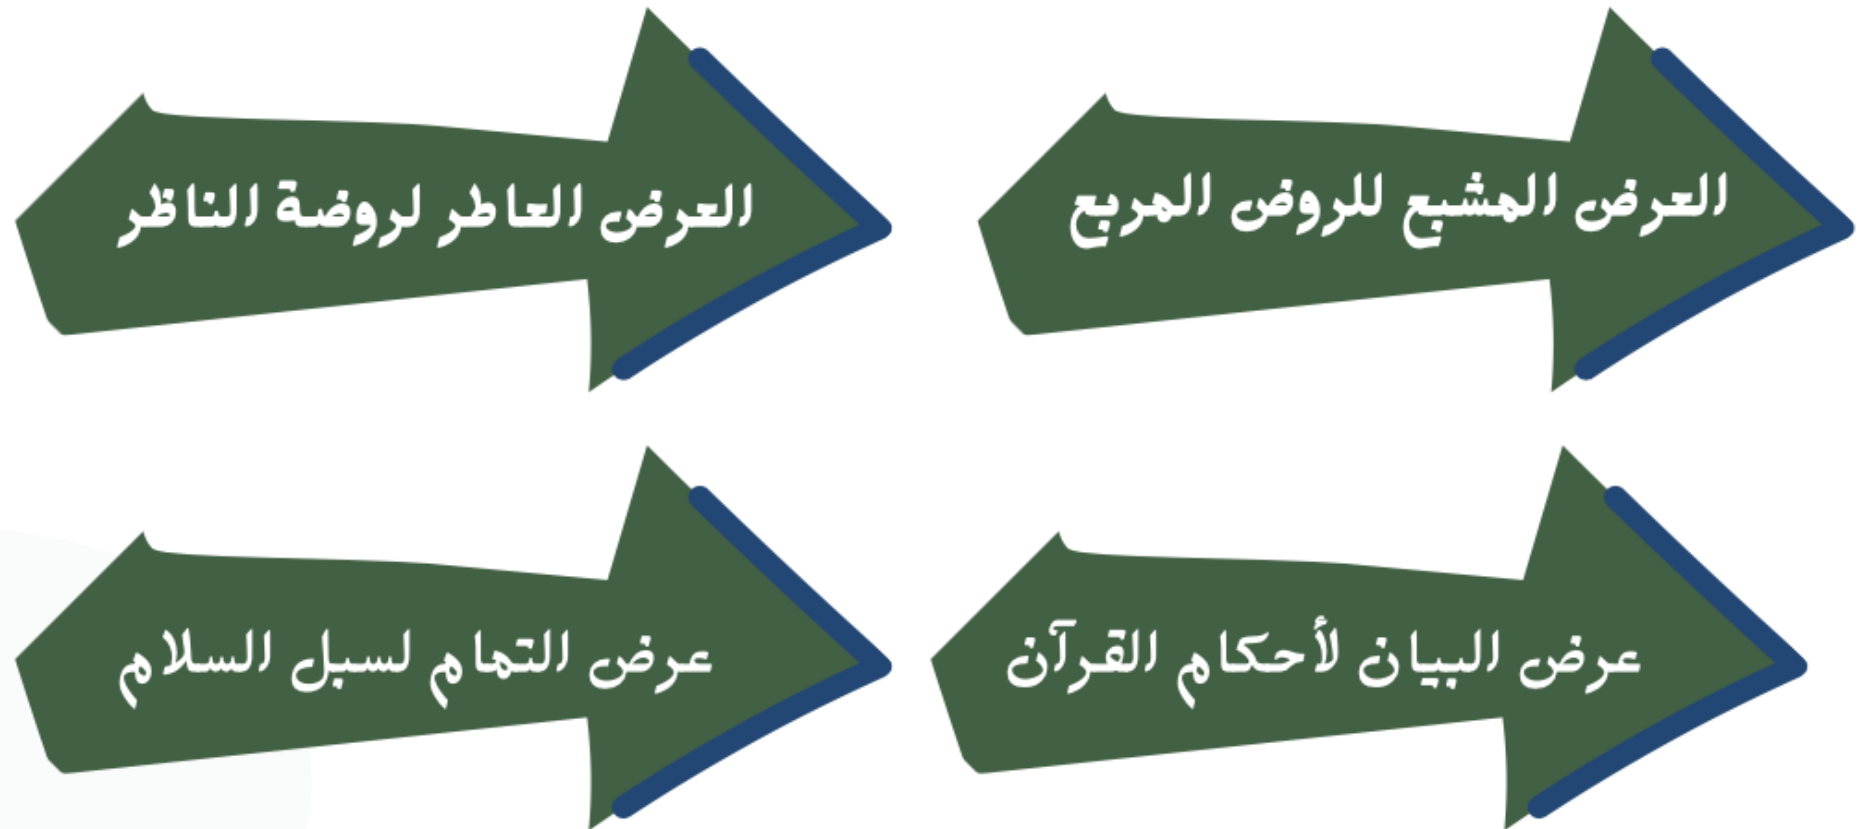 العرض المشبع للروض المربع
العرض العاطر لروضة الناظر
عرض البيان لأحكام القرآن
عرض التمام لسبل السلام